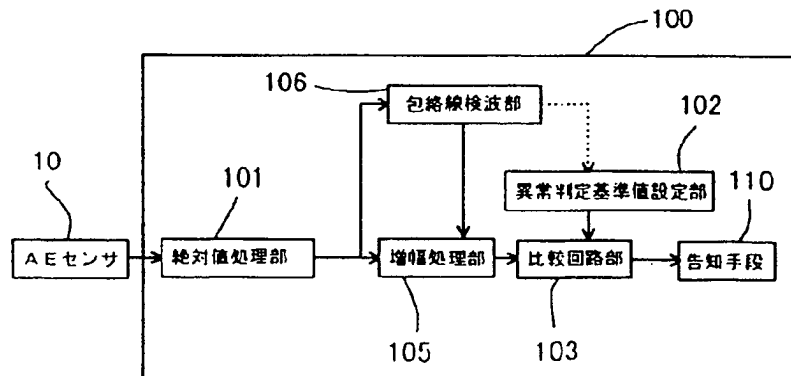 100
106
包絡線検波部
102
10
101
異常判定基準値設定部
110
AEセンサ
絶対値処理部
増幅処理部
比較回路部
告知手段
105
103